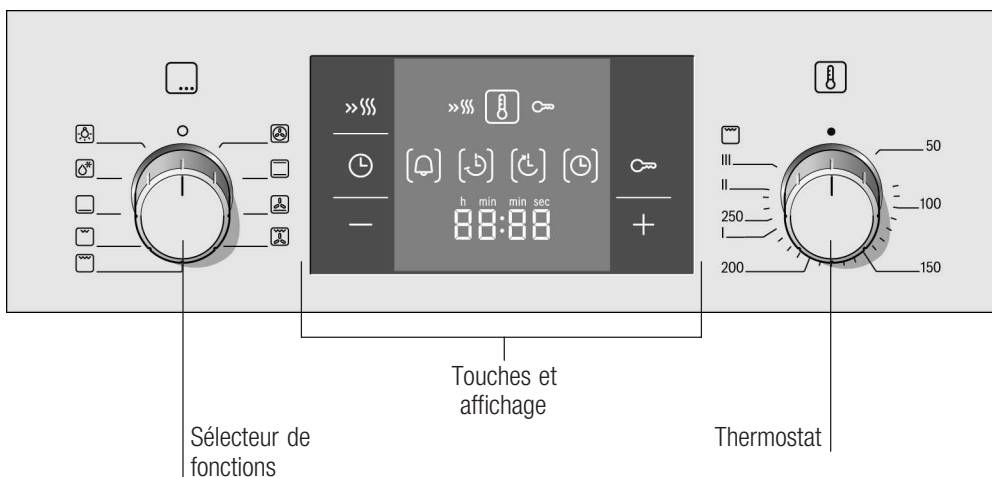 h min min sec
88:88
50
100
150
200
I
250
II
III
Touches et
affichage
Sélecteur de
fonctions
Thermostat